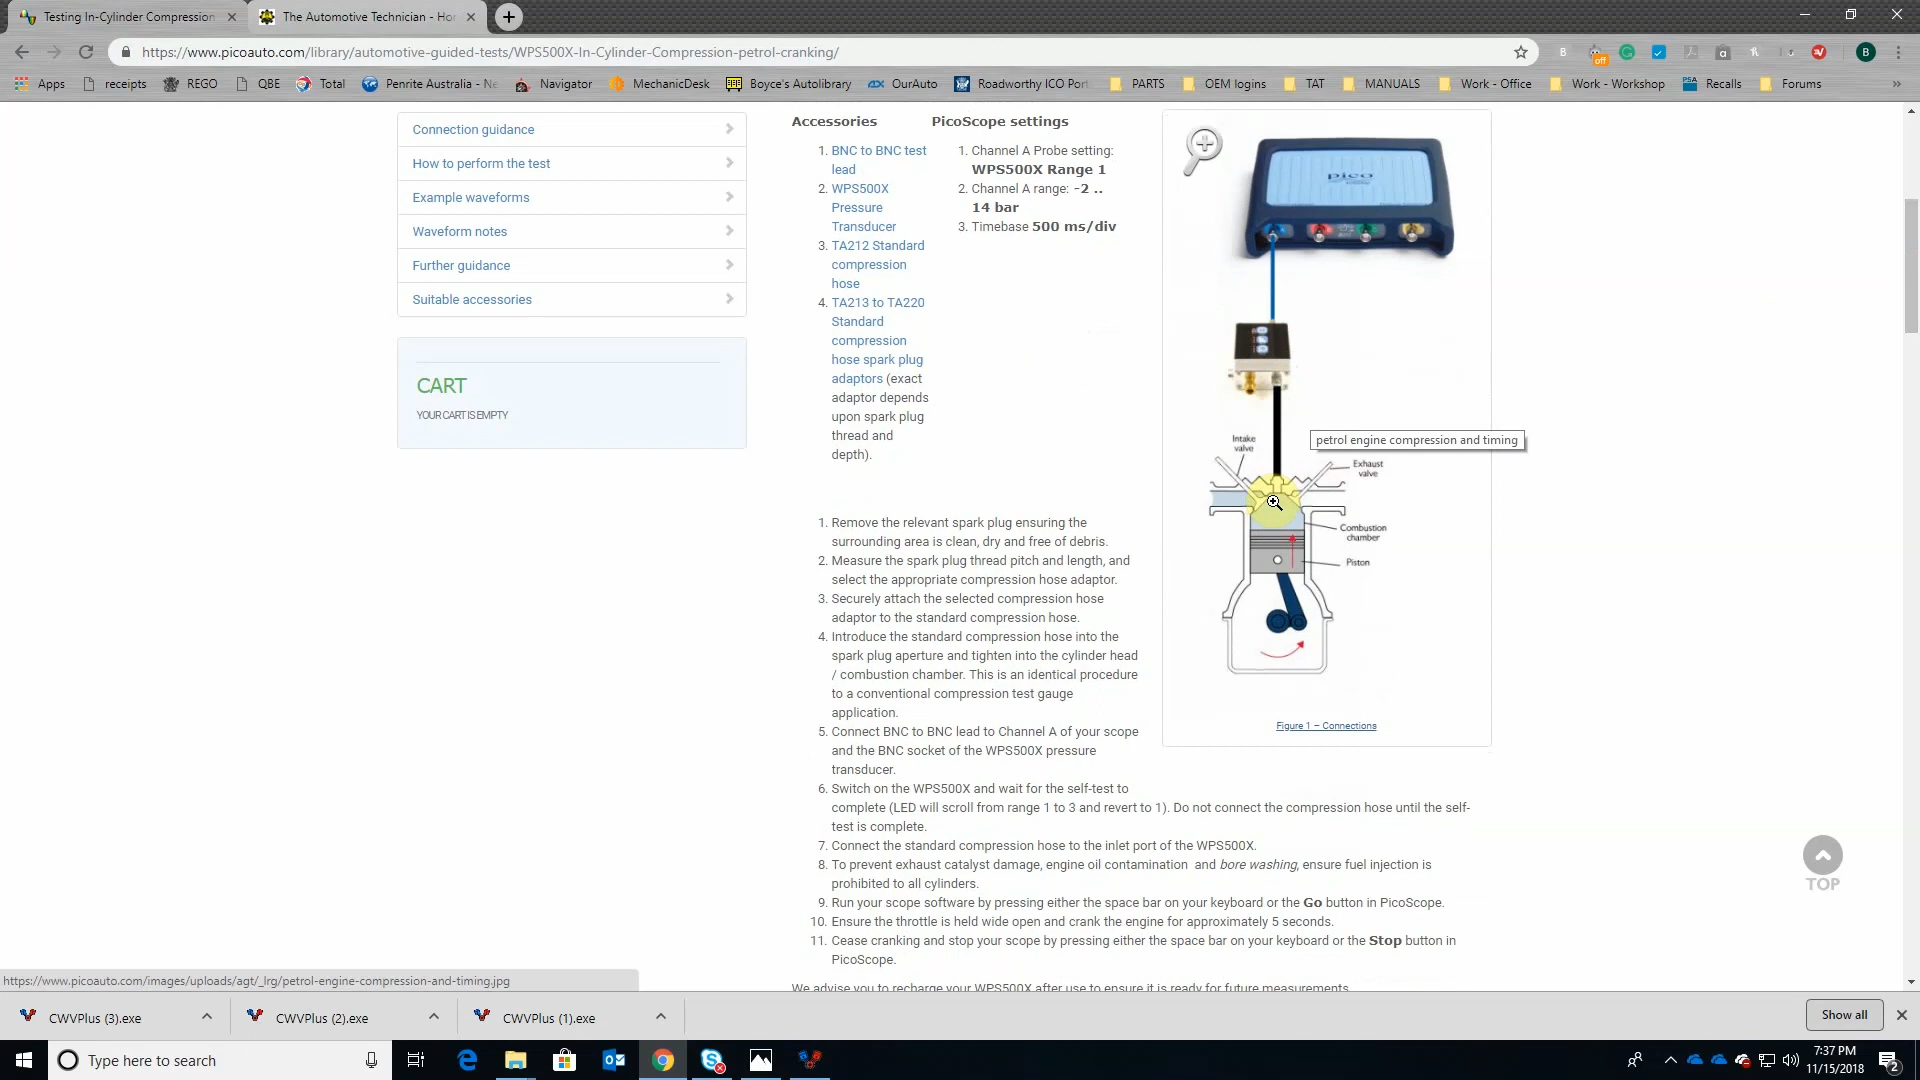 Testing In-Cylinder Compression
The Automotive Technician - Hor
https://www.picoauto.com/library/automotive-guided-tests/WPS500X-In-Cylinder-Compression-petrol-cranking/
Apps receipts REGO QBE Total Penrite Australia - Ne Navigator MechanicDesk Boyce's Autolibrary OurAuto Roadworthy ICO Port PARTS OEM logins TAT MANUALS Work - Office Work - Workshop Recalls Forums
Connection guidance
How to perform the test
Example waveforms
Waveform notes
Further guidance
Suitable accessories
CART
YOUR CART IS EMPTY
Accessories
1. BNC to BNC test
lead
2. WPS500X
Pressure
Transducer
3. TA212 Standard
compression
hose
4. TA213 to TA220
Standard
compression
hose spark plug
adaptors (exact
adaptor depends
upon spark plug
thread and
depth).
PicoScope settings
1. Channel A Probe setting:
WPS500X Range 1
2. Channel A range: -2 ..
14 bar
3. Timebase 500 ms/div
pico
Intake
valve
petrol engine compression and timing
Exhaust
valve
Combustion
chamber
Piston
Figure 1 – Connections
1. Remove the relevant spark plug ensuring the
surrounding area is clean, dry and free of debris.
2. Measure the spark plug thread pitch and length, and
select the appropriate compression hose adaptor.
3. Securely attach the selected compression hose
adaptor to the standard compression hose.
4. Introduce the standard compression hose into the
spark plug aperture and tighten into the cylinder head
/ combustion chamber. This is an identical procedure
to a conventional compression test gauge
application.
5. Connect BNC to BNC lead to Channel A of your scope
and the BNC socket of the WPS500X pressure
transducer.
6. Switch on the WPS500X and wait for the self-test to
complete (LED will scroll from range 1 to 3 and revert to 1). Do not connect the compression hose until the self-
test is complete.
7. Connect the standard compression hose to the inlet port of the WPS500X.
8. To prevent exhaust catalyst damage, engine oil contamination and bore washing, ensure fuel injection is
prohibited to all cylinders.
9. Run your scope software by pressing either the space bar on your keyboard or the Go button in PicoScope.
10. Ensure the throttle is held wide open and crank the engine for approximately 5 seconds.
11. Cease cranking and stop your scope by pressing either the space bar on your keyboard or the Stop button in
PicoScope.
We advise you to recharge your WPS500X after use to ensure it is ready for future measurements.
TOP
https://www.picoauto.com/images/uploads/agt/_lrg/petrol-engine-compression-and-timing.jpg
CWVPlus (3).exe
CWVPlus (2).exe
CWVPlus (1).exe
Show all
Type here to search
7:37 PM
11/15/2018
2